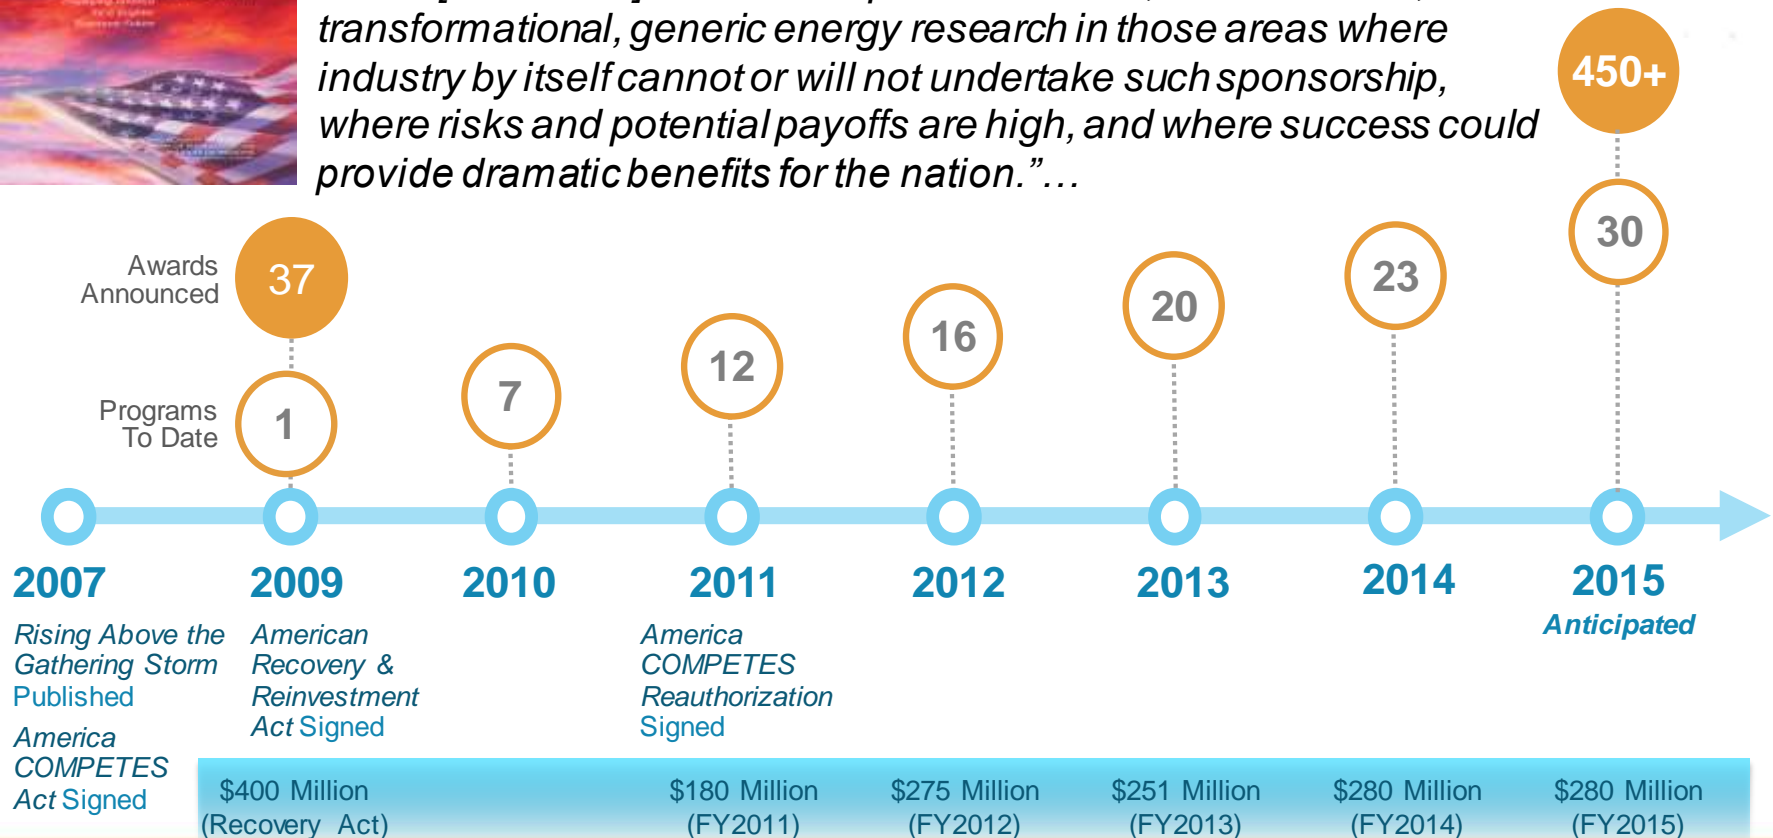 transformational, generic energy research in those areas where
industry by itself cannot or will not undertake such sponsorship,
where risks and potential payoffs are high, and where success could
provide dramatic benefits for the nation.”…
450+
30
Awards
Announced
37
Programs
To Date
1
7
12
16
20
23
2007
2009
2010
2011
2012
2013
2014
2015
Anticipated
Rising Above the
Gathering Storm
Published
America
COMPETES
Act Signed
American
Recovery &
Reinvestment
Act Signed
America
COMPETES
Reauthorization
Signed
$400 Million
(Recovery Act)
$180 Million
(FY2011)
$275 Million
(FY2012)
$251 Million
(FY2013)
$280 Million
(FY2014)
$280 Million
(FY2015)